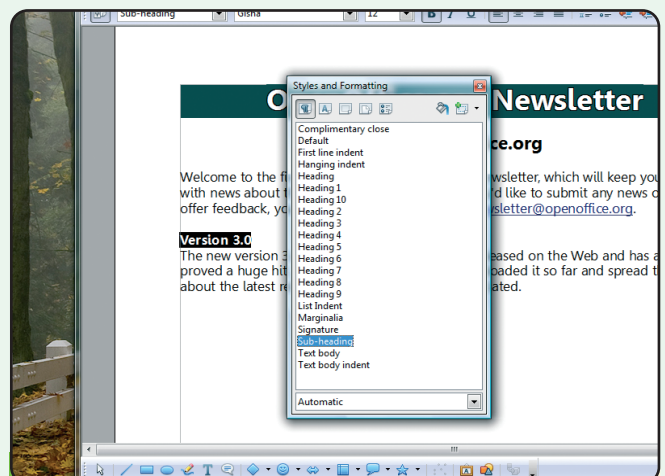 Sub-heading Gisha 12 B I U
Styles and Formatting
O Newsletter
Complimentary close
Default
First line indent
ce.org
Hanging indent
Heading
Welcome to the fi wsletter, which will keep you
Heading 1
with news about t 'd like to submit any news o
Heading 10
offer feedback, yo wsletter@openoffice.org.
Heading 2
Heading 3
Heading 4
Version 3.0
Heading 5
The new version 3 eased on the Web and has a
Heading 6
proved a huge hit oaded it so far and spread t
Heading 7
about the latest re ated.
Heading 8
Heading 9
List Indent
Marginalia
Signature
Sub-heading
Text body
Text body indent
Automatic